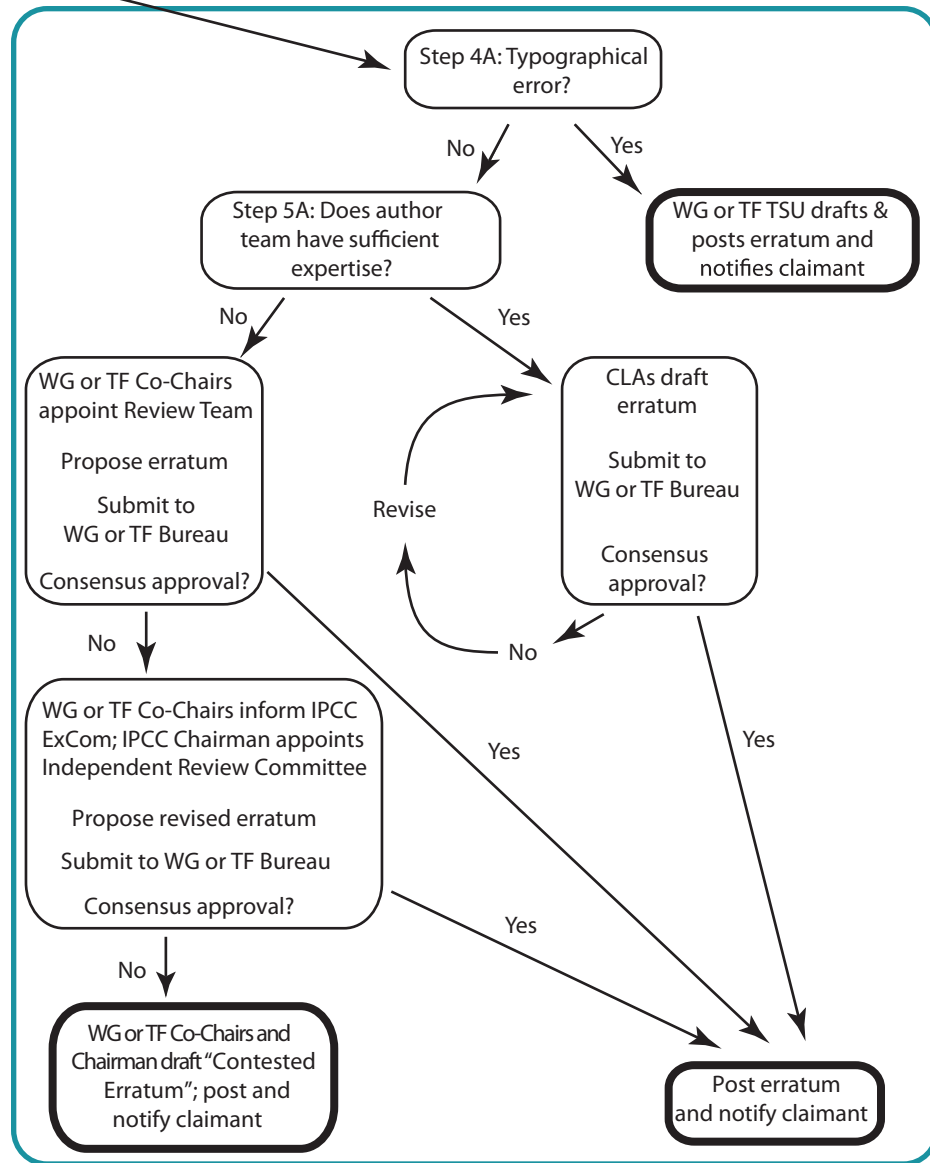 Step 4A: Typographical
error?
No
Yes
Step 5A: Does author
team have sufficient
expertise?
WG or TF TSU drafts &
posts erratum and
notifies claimant
No
Yes
WG or TF Co-Chairs
appoint Review Team
Propose erratum
Submit to
WG or TF Bureau
Consensus approval?
CLAs draft
erratum
Submit to
WG or TF Bureau
Consensus
approval?
Revise
No
No
WG or TF Co-Chairs inform IPCC
ExCom; IPCC Chairman appoints
Independent Review Committee
Propose revised erratum
Submit to WG or TF Bureau
Consensus approval?
Yes
Yes
Yes
No
WG or TF Co-Chairs and
Chairman draft “Contested
Erratum”; post and
notify claimant
Post erratum
and notify claimant